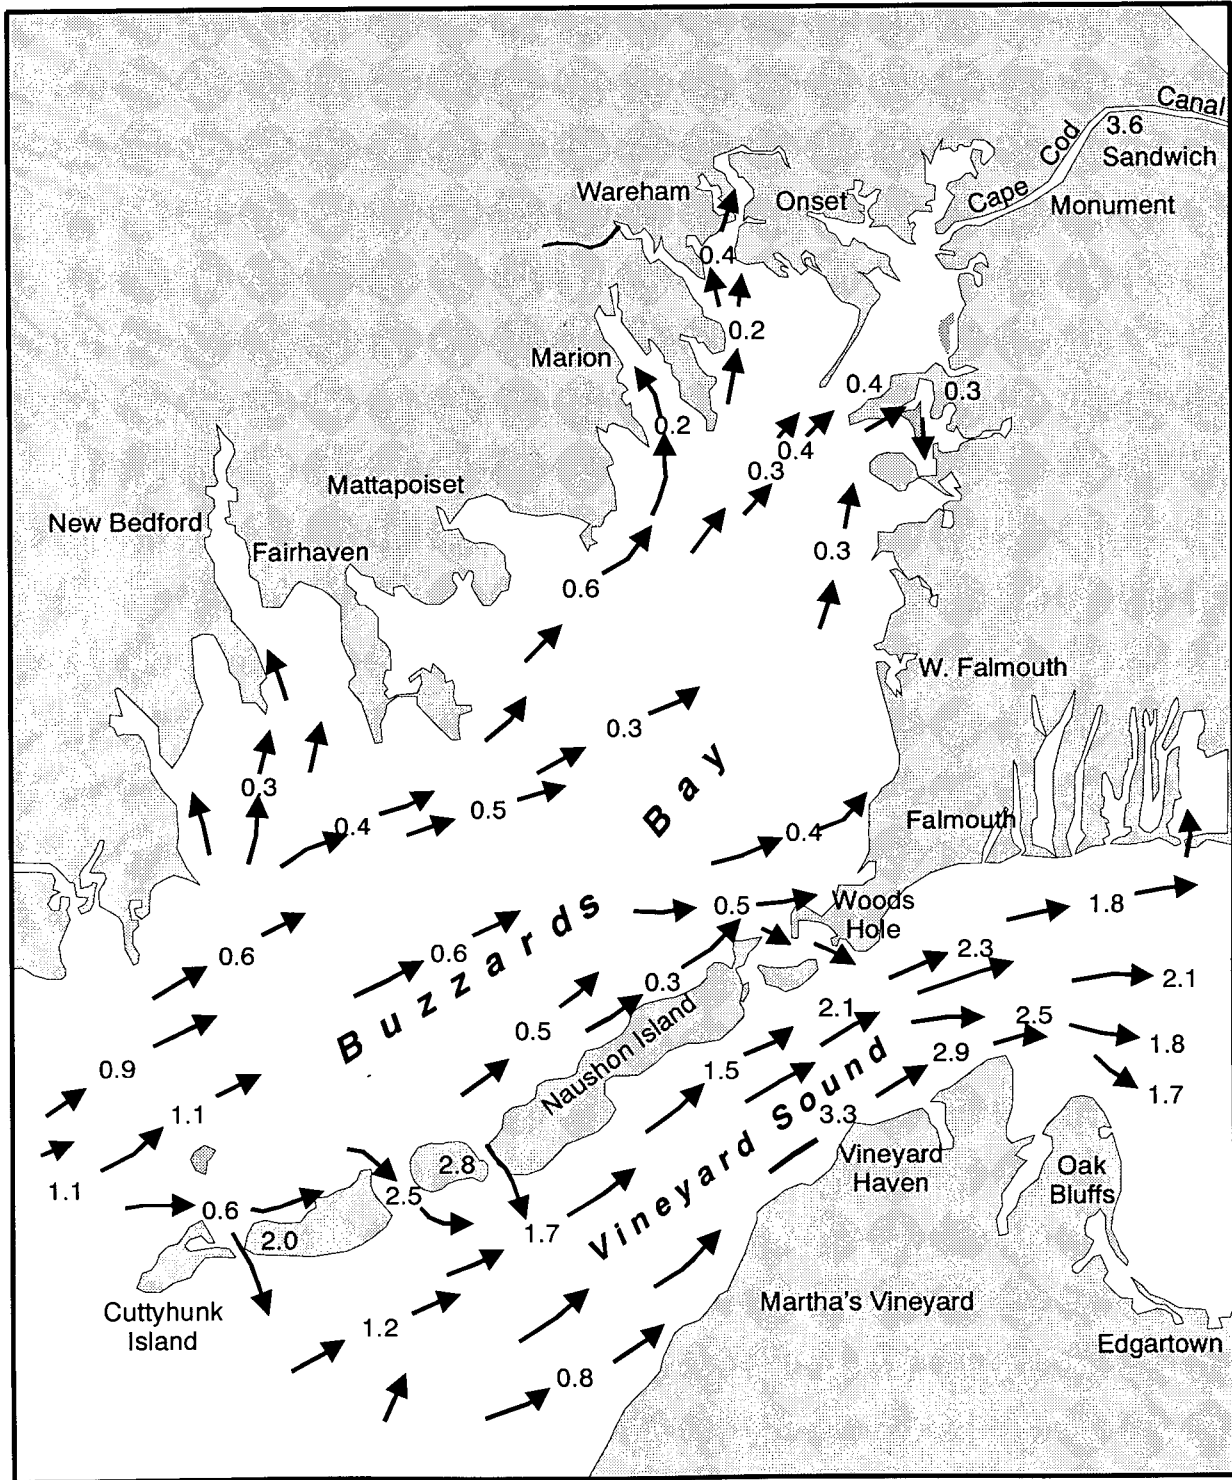 Canal
Cod
3.6
Sandwich
Cape
Monument
Wareham
Onset
0.4
0.2
Marion
0.4
0.3
0.2
0.4
0.3
Mattapoiset
New Bedford
Fairhaven
0.3
0.6
W. Falmouth
0.3
Bay
0.3
0.5
0.4
0.4
Falmouth
Buzzards
0.5
Woods
Hole
1.8
0.6
0.6
2.3
0.3
2.1
2.1
0.5
2.5
1.8
Naushon Island
2.9
0.9
1.5
1.7
Vineyard Sound
1.1
3.3
Vineyard
Haven
2.8
Oak
Bluffs
1.1
2.5
0.6
1.7
2.0
Cuttyhunk
Island
Martha's Vineyard
1.2
Edgartown
0.8